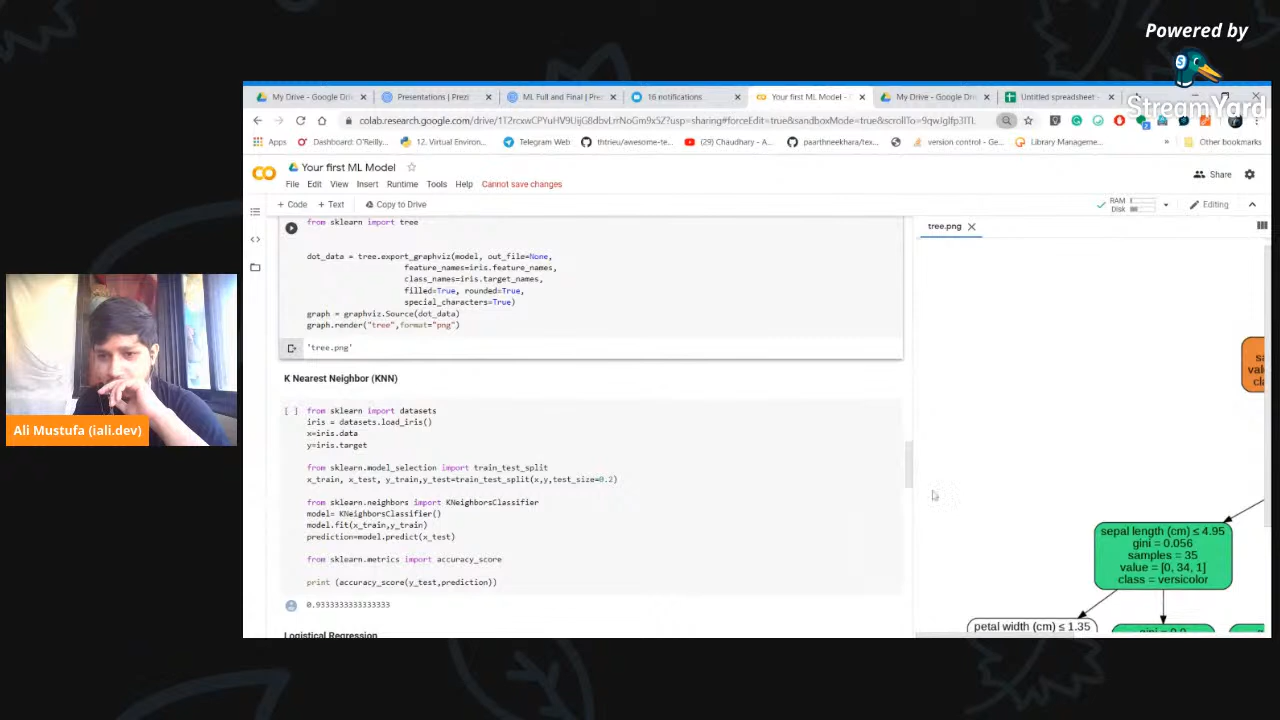 Powered by
StreamYard
My Drive - Google Dri
Presentations | Prezi
ML Full and Final | Pre
16 notifications
Your first ML Model -
My Drive - Google Dri
Untitled spreadsheet -
Apps
Dashboard: O'Reilly...
12. Virtual Environ...
Telegram Web
thtrieu/awesome-te...
(29) Chaudhary - A...
paarthneekhara/tex...
version control - Ge...
Library Manageme...
»
Other bookmarks
Your first ML Model
Share
File Edit View Insert Runtime Tools Help Cannot save changes
+ Code + Text Copy to Drive
RAM
Disk
Editing
tree.png
from sklearn import tree
dot_data = tree.export_graphviz(model, out_file=None,
feature_names=iris.feature_names,
class_names=iris.target_names,
filled=True, rounded=True,
special_characters=True)
graph = graphviz.Source(dot_data)
graph.render("tree",format="png")
'tree.png'
K Nearest Neighbor (KNN)
[ ] from sklearn import datasets
iris = datasets.load_iris()
x=iris.data
y=iris.target
from sklearn.model_selection import train_test_split
x_train, x_test, y_train,y_test=train_test_split(x,y,test_size=0.2)
from sklearn.neighbors import KNeighborsClassifier
model= KNeighborsClassifier()
model.fit(x_train,y_train)
prediction=model.predict(x_test)
from sklearn.metrics import accuracy_score
print (accuracy_score(y_test,prediction))
0.9333333333333333
Logistical Regression
sepal length (cm) ≤ 4.95
gini = 0.056
samples = 35
value = [0, 34, 1]
class = versicolor
petal width (cm) ≤ 1.35
Ali Mustufa (iali.dev)